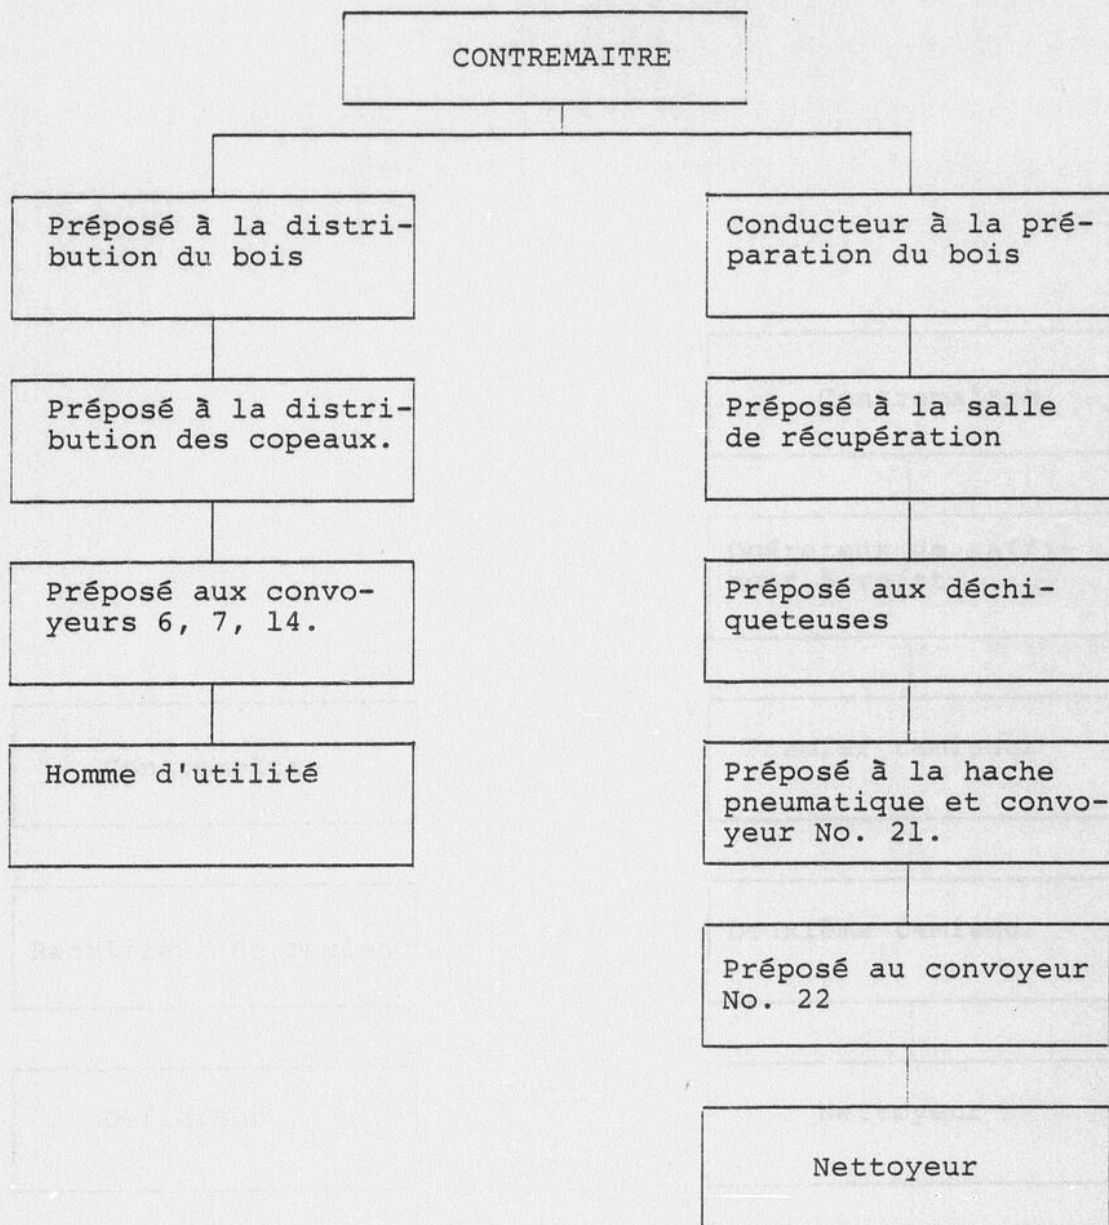 CONTREMAITRE
Préposé à la distri-
bution du bois
Préposé à la distri-
bution des copeaux.
Préposé aux convo-
yeurs 6, 7, 14.
Homme d'utilité
Conducteur à la pré-
paration du bois
Préposé à la salle
de récupération
Préposé aux déchi-
queteuses
Préposé à la hache
pneumatique et convo-
yeur No. 21.
Préposé au convoyeur
No. 22
Nettoyeur